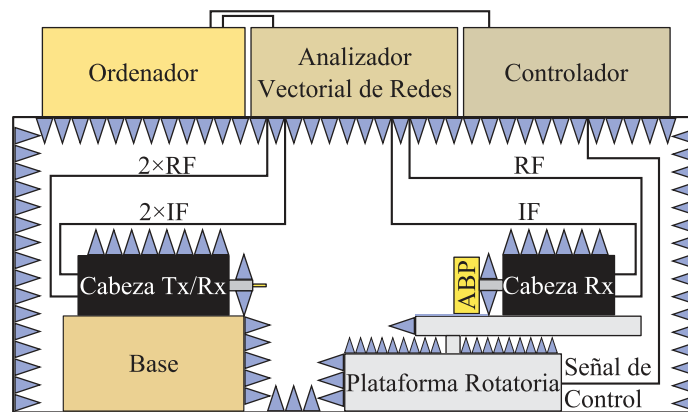 Ordenador
Analizador
Vectorial de Redes
Controlador
2×RF
RF
2×IF
IF
Cabeza Tx/Rx
ABP
Cabeza Rx
Base
Plataforma Rotatoria
Señal de
Control